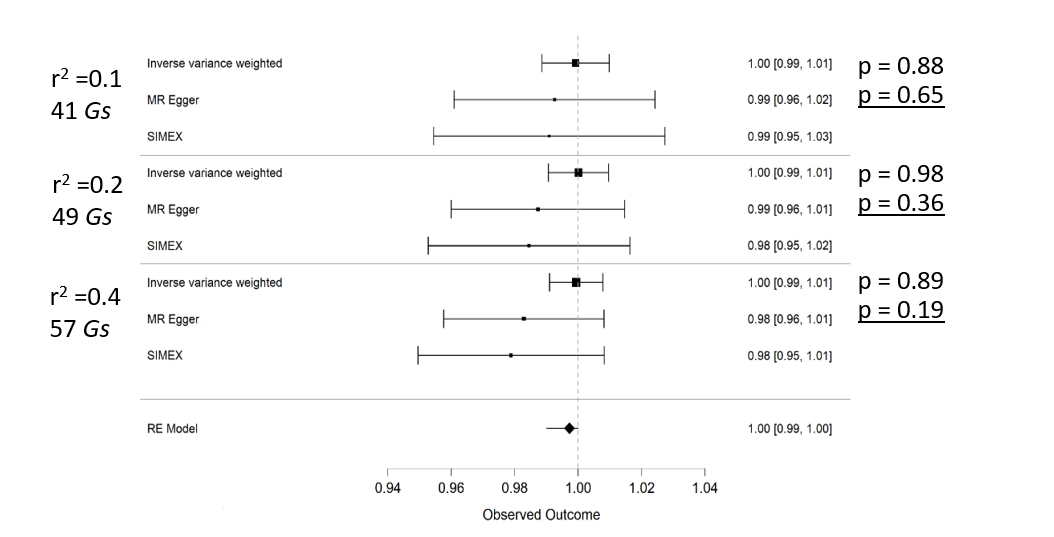 r² =0.1
41 Gs
Inverse variance weighted 1.00 [0.99, 1.01] p = 0.88
MR Egger 0.99 [0.96, 1.02] p = 0.65
SIMEX 0.99 [0.95, 1.03]
r² =0.2
49 Gs
Inverse variance weighted 1.00 [0.99, 1.01] p = 0.98
MR Egger 0.99 [0.96, 1.01] p = 0.36
SIMEX 0.98 [0.95, 1.02]
r² =0.4
57 Gs
Inverse variance weighted 1.00 [0.99, 1.01] p = 0.89
MR Egger 0.98 [0.96, 1.01] p = 0.19
SIMEX 0.98 [0.95, 1.01]
RE Model 1.00 [0.99, 1.00]
0.94 0.96 0.98 1.00 1.02 1.04
Observed Outcome